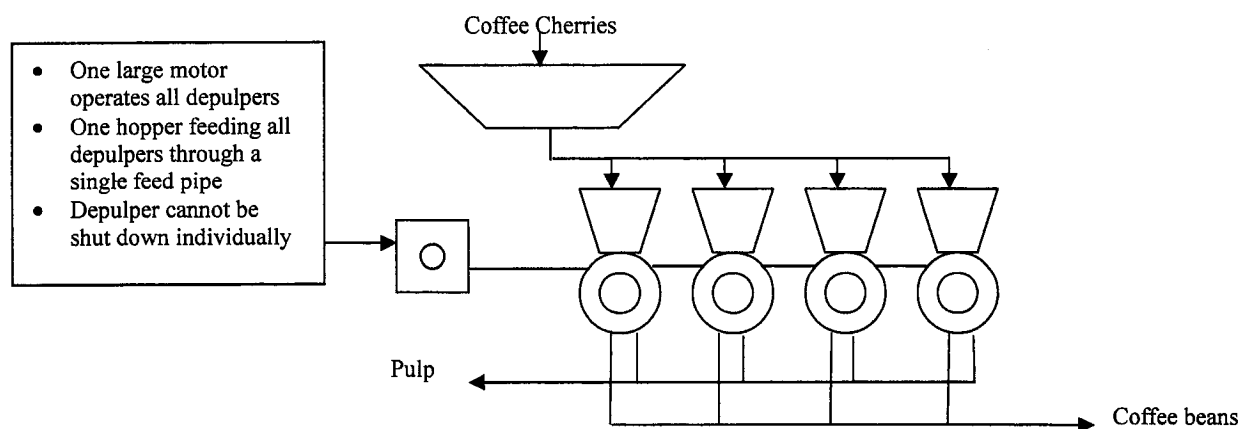 Coffee Cherries
• One large motor
operates all depulpers
• One hopper feeding all
depulpers through a
single feed pipe
• Depulper cannot be
shut down individually
Pulp
Coffee beans